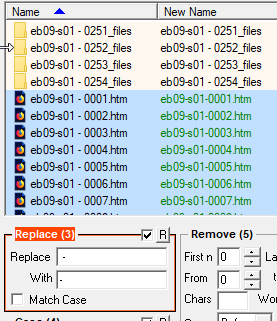 Name New Name
eb09-s01 - 0251_files eb09-s01 - 0251_files
eb09-s01 - 0252_files eb09-s01 - 0252_files
eb09-s01 - 0253_files eb09-s01 - 0253_files
eb09-s01 - 0254_files eb09-s01 - 0254_files
eb09-s01 - 0001.htm eb09-s01-0001.htm
eb09-s01 - 0002.htm eb09-s01-0002.htm
eb09-s01 - 0003.htm eb09-s01-0003.htm
eb09-s01 - 0004.htm eb09-s01-0004.htm
eb09-s01 - 0005.htm eb09-s01-0005.htm
eb09-s01 - 0006.htm eb09-s01-0006.htm
eb09-s01 - 0007.htm eb09-s01-0007.htm
Replace (3) R Remove (5)
Replace - First n 0 La
With - From 0
Match Case Chars Wo